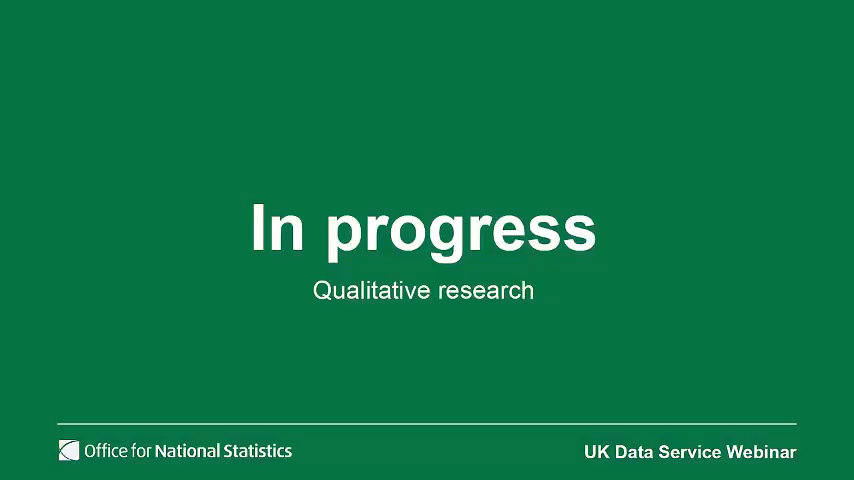 In progress
Qualitative research
Office for National Statistics
UK Data Service Webinar